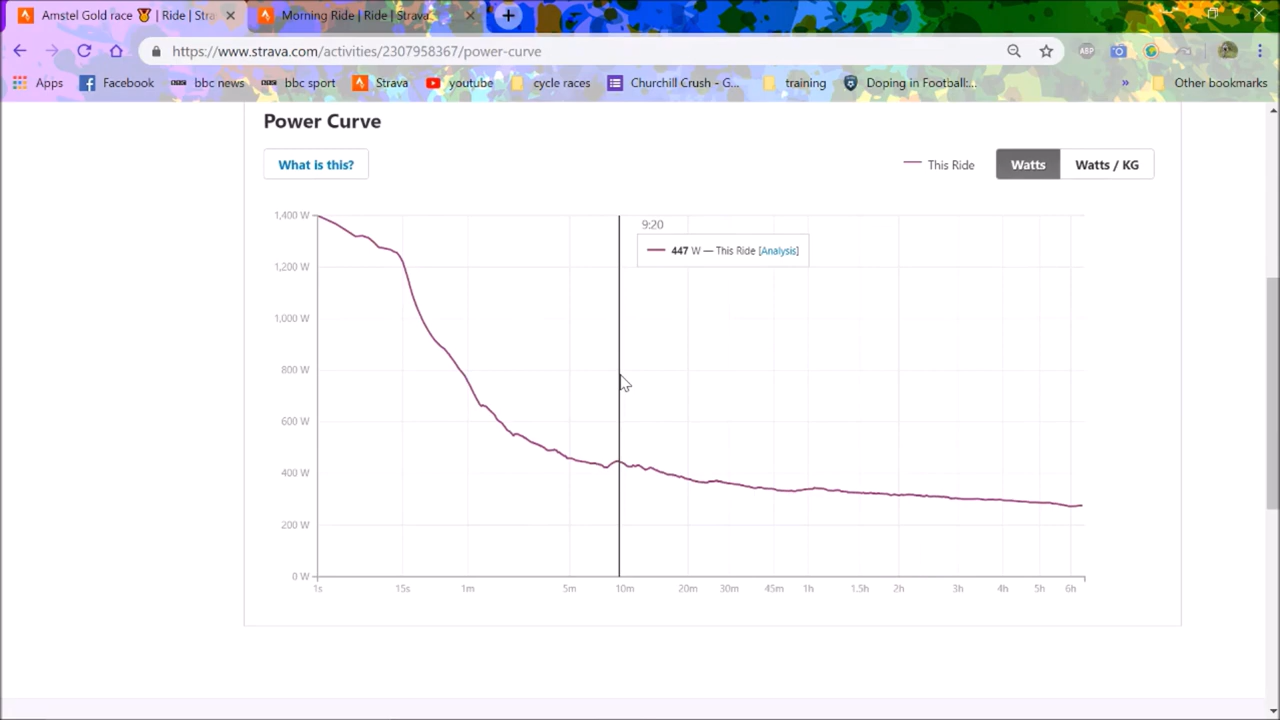 Amstel Gold race 🏅 | Ride | Stra
Morning Ride | Ride | Strava
https://www.strava.com/activities/2307958367/power-curve
ABP
Apps
Facebook
BBC
bbc news
BBC
bbc sport
Strava
youtube
cycle races
Churchill Crush - G...
training
Doping in Football:...
»
Other bookmarks
Power Curve
What is this?
This Ride
Watts
Watts / KG
9:20
447 W — This Ride [Analysis]
1,400 W
1,200 W
1,000 W
800 W
600 W
400 W
200 W
0 W
1s
15s
1m
5m
10m
20m
30m
45m
1h
1.5h
2h
3h
4h
5h
6h